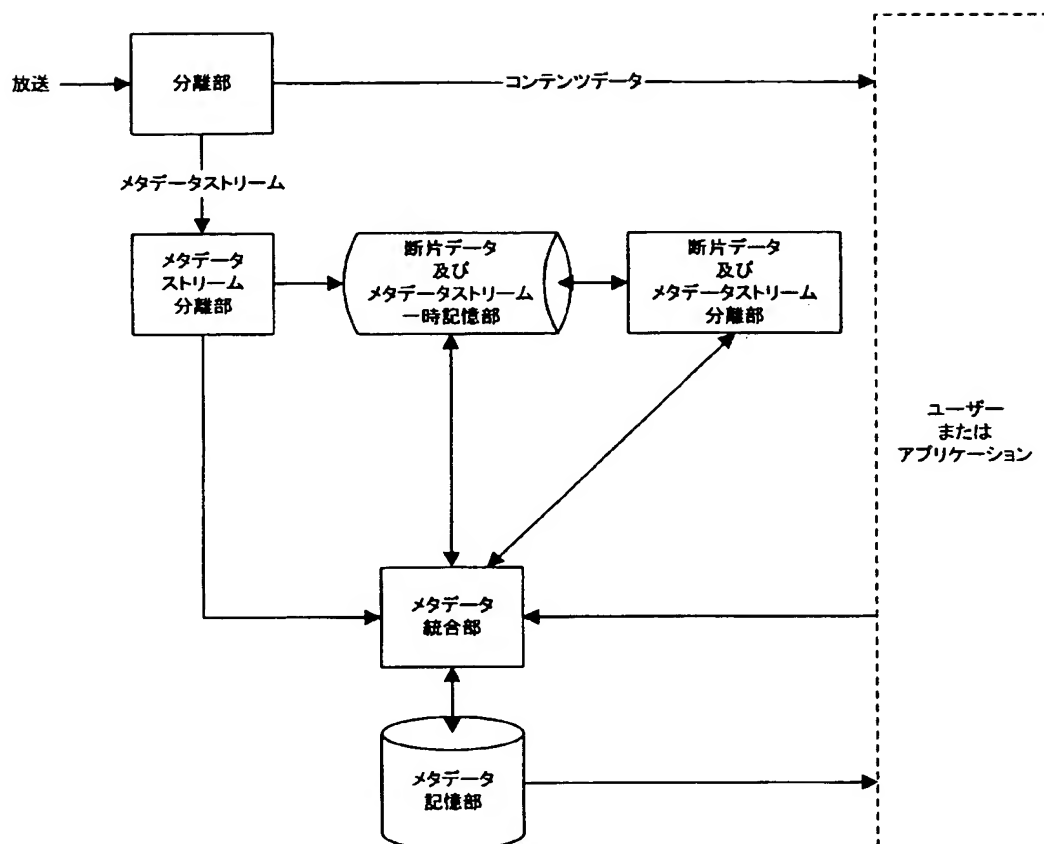 放送
分離部
コンテンツデータ
メタデータストリーム
メタデータ
ストリーム
分離部
断片データ
及び
メタデータストリーム
一時記憶部
断片データ
及び
メタデータストリーム
分離部
ユーザー
または
アプリケーション
メタデータ
統合部
メタデータ
記憶部